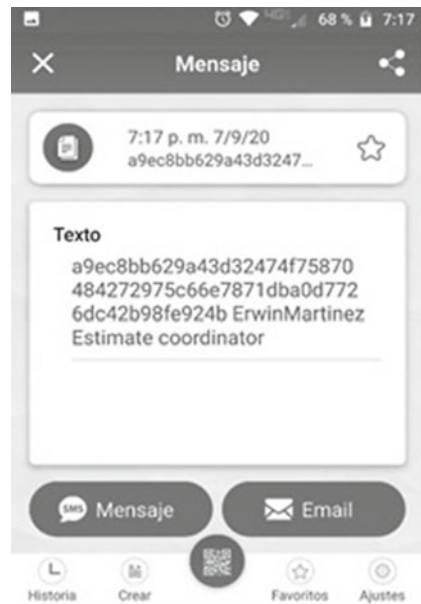 68 % 7:17
Mensaje
7:17 p. m. 7/9/20
a9ec8bb629a43d3247...
Texto
a9ec8bb629a43d32474f75870
484272975c66e7871dba0d772
6dc42b98fe924b ErwinMartinez
Estimate coordinator
SMS Mensaje Email
Historia Crear Favoritos Ajustes